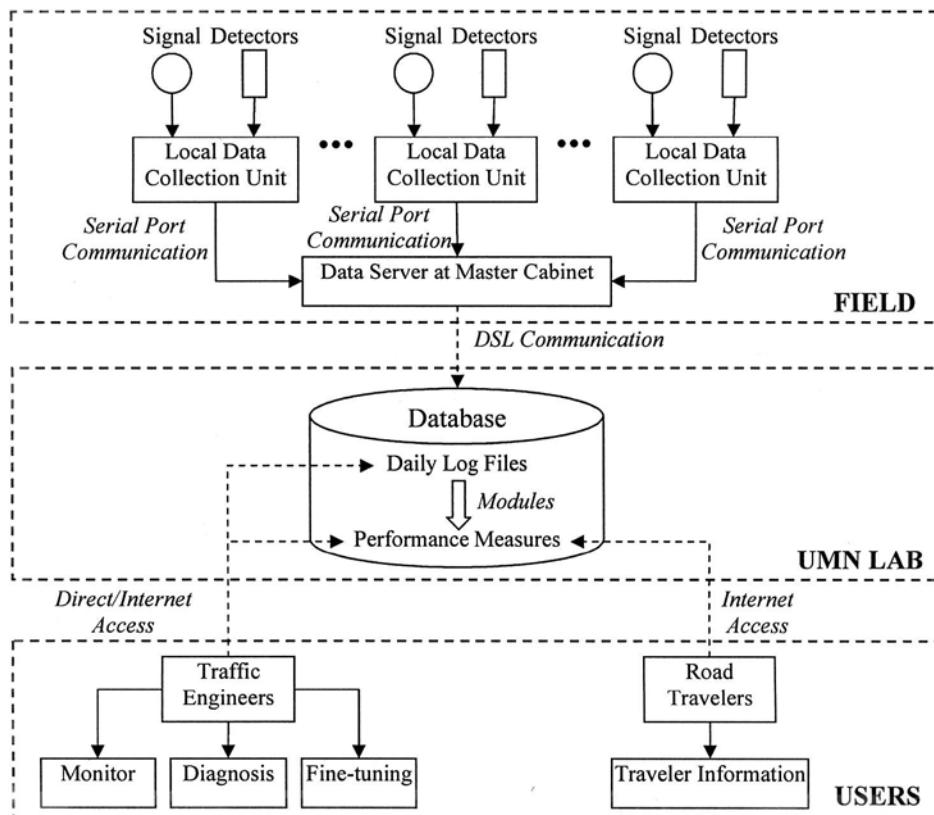 Signal Detectors
Signal Detectors
Signal Detectors
Local Data
Collection Unit
Local Data
Collection Unit
Local Data
Collection Unit
Serial Port
Communication
Serial Port
Communication
Serial Port
Communication
Data Server at Master Cabinet
FIELD
DSL Communication
Database
Daily Log Files
Modules
Performance Measures
UMN LAB
Direct/Internet
Access
Internet
Access
Traffic
Engineers
Road
Travelers
Monitor
Diagnosis
Fine-tuning
Traveler Information
USERS